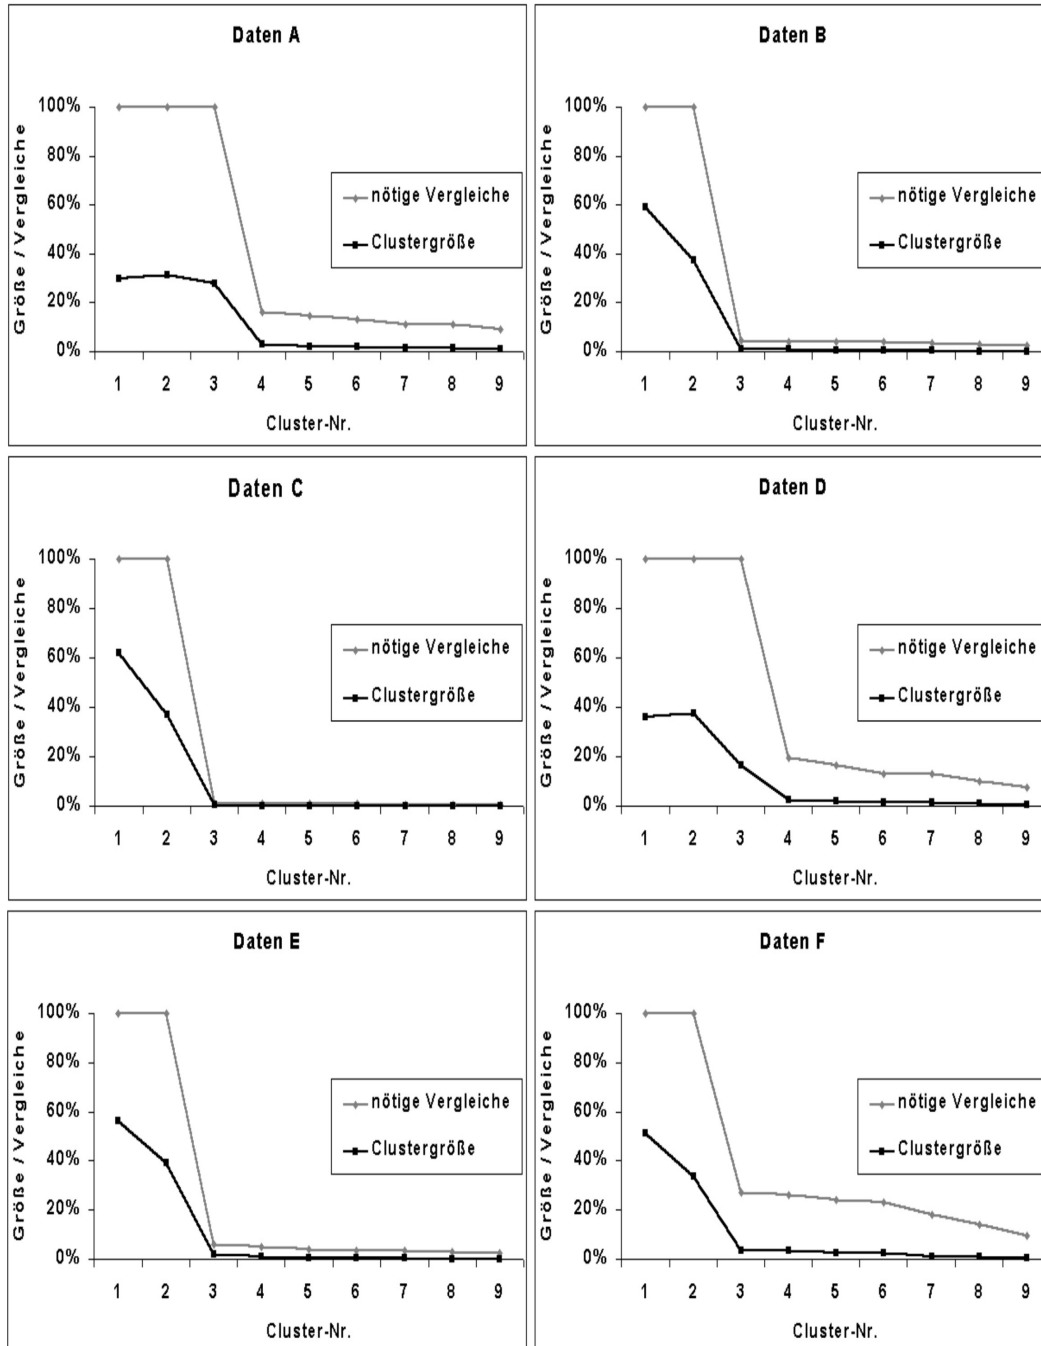 Daten A
100%
80%
60%
40%
20%
0%
Größe / Vergleiche
nötige Vergleiche
Clustergröße
1 2 3 4 5 6 7 8 9
Cluster-Nr.
Daten B
100%
80%
60%
40%
20%
0%
Größe / Vergleiche
nötige Vergleiche
Clustergröße
1 2 3 4 5 6 7 8 9
Cluster-Nr.
Daten C
100%
80%
60%
40%
20%
0%
Größe / Vergleiche
nötige Vergleiche
Clustergröße
1 2 3 4 5 6 7 8 9
Cluster-Nr.
Daten D
100%
80%
60%
40%
20%
0%
Größe / Vergleiche
nötige Vergleiche
Clustergröße
1 2 3 4 5 6 7 8 9
Cluster-Nr.
Daten E
100%
80%
60%
40%
20%
0%
Größe / Vergleiche
nötige Vergleiche
Clustergröße
1 2 3 4 5 6 7 8 9
Cluster-Nr.
Daten F
100%
80%
60%
40%
20%
0%
Größe / Vergleiche
nötige Vergleiche
Clustergröße
1 2 3 4 5 6 7 8 9
Cluster-Nr.